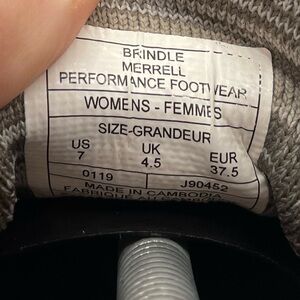 BRINDLE
MERRELL
PERFORMANCE FOOTWEAR
WOMENS - FEMMES
SIZE-GRANDEUR
US UK EUR
7 4.5 37.5
0119 J90452
MADE IN CAMBODIA
FABRIQUE